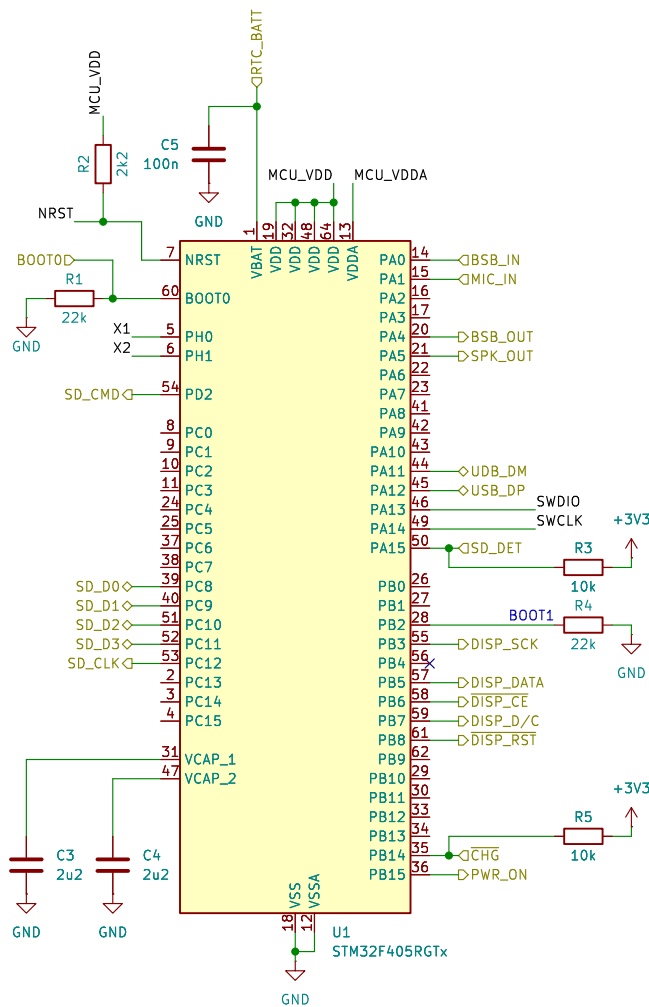 RTC_BATT
MCU_VDD
C5
100n
R2
2k2
MCU_VDD
MCU_VDDA
GND
NRST
1
19
32
48
64
13
VBAT
VDD
VDD
VDD
VDD
VDDA
7 NRST
PA0 14 BSB_IN
BOOT0
PA1 15 MIC_IN
R1
60 BOOT0
PA2 16
22k
PA3 17
X1
5 PH0
PA4 20 BSB_OUT
GND
X2
6 PH1
PA5 21 SPK_OUT
PA6 22
SD_CMD 54 PD2
PA7 23
PA8 41
8 PC0
PA9 42
9 PC1
PA10 43
10 PC2
PA11 44 UDB_DM
11 PC3
PA12 45 USB_DP
24 PC4
PA13 46 SWDIO
25 PC5
PA14 49 SWCLK
+3V3
37 PC6
PA15 50 SD_DET
R3
38 PC7
10k
SD_D0 39 PC8
PB0 26
SD_D1 40 PC9
PB1 27
SD_D2 51 PC10
PB2 28 BOOT1
R4
22k
SD_D3 52 PC11
PB3 55 DISP_SCK
SD_CLK 53 PC12
PB4 56
GND
2 PC13
PB5 57 DISP_DATA
3 PC14
PB6 58 DISP_CE
4 PC15
PB7 59 DISP_D/C
PB8 61 DISP_RST
31 VCAP_1
PB9 62
47 VCAP_2
PB10 29
PB11 30
+3V3
PB12 33
R5
PB13 34
10k
C3
2u2
C4
2u2
PB14 35 CHG
PB15 36 PWR_ON
VSS
VSSA
18
12
GND
GND
U1
STM32F405RGTx
GND